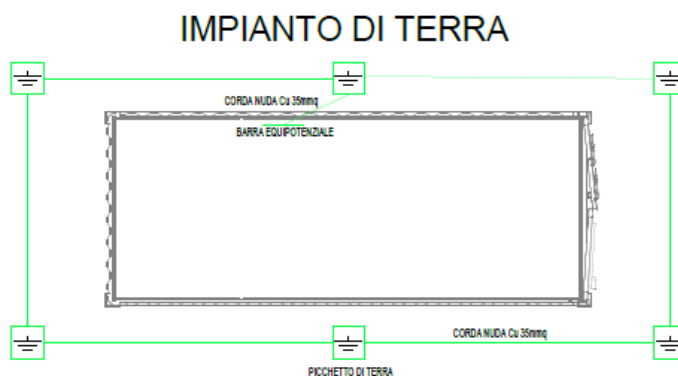 IMPIANTO DI TERRA
CORDA NUDA Cu 35mmq
BARRA EQUIPOTENZIALE
CORDA NUDA Cu 35mmq
PICCHETTO DI TERRA